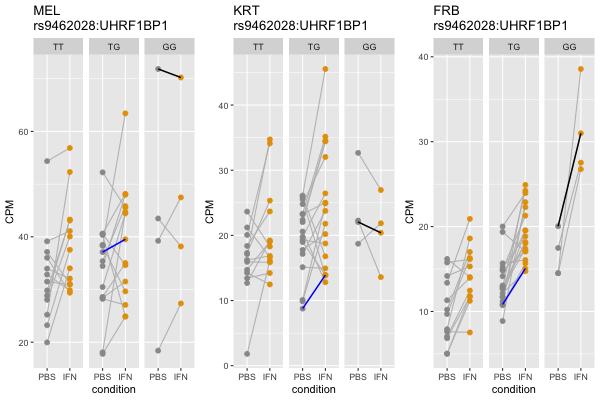 MEL
rs9462028:UHRF1BP1
TT TG GG
CPM
60
40
20
PBS IFN PBS IFN PBS IFN
condition
KRT
rs9462028:UHRF1BP1
TT TG GG
CPM
40
30
20
10
0
PBS IFN PBS IFN PBS IFN
condition
FRB
rs9462028:UHRF1BP1
TT TG GG
CPM
40
30
20
10
PBS IFN PBS IFN PBS IFN
condition